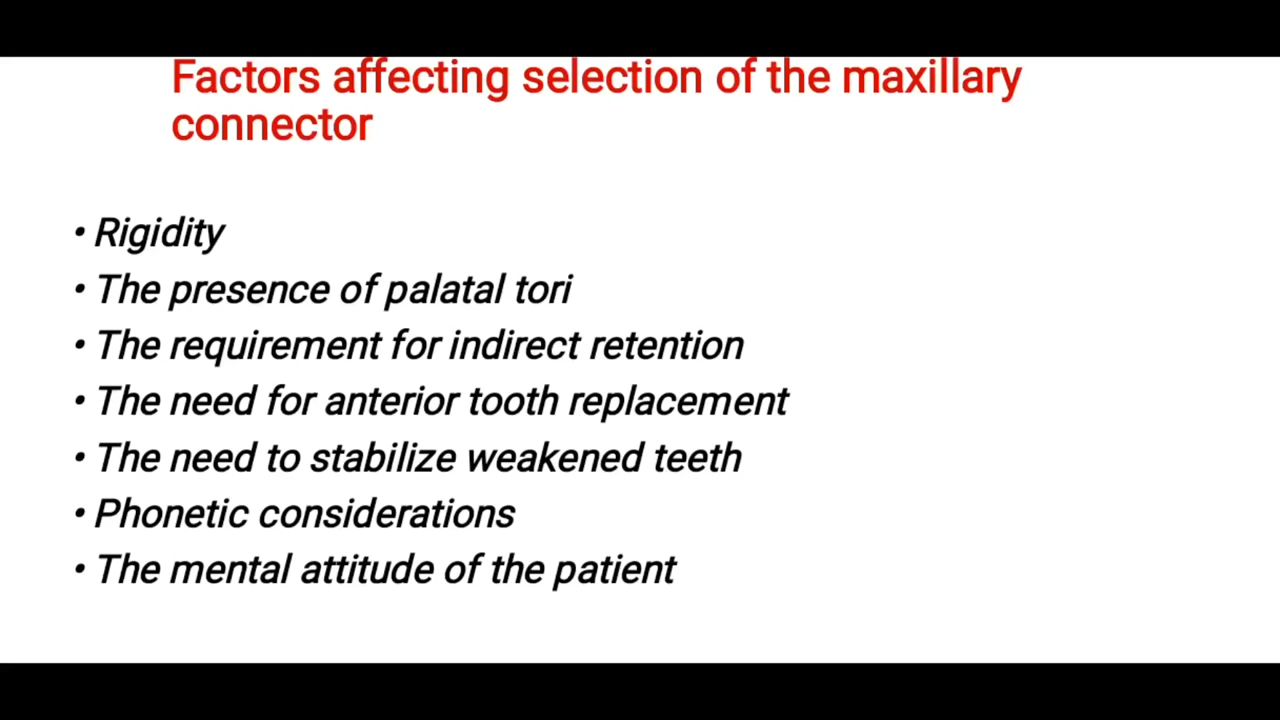 Factors affecting selection of the maxillary
connector
• Rigidity
• The presence of palatal tori
• The requirement for indirect retention
• The need for anterior tooth replacement
• The need to stabilize weakened teeth
• Phonetic considerations
• The mental attitude of the patient